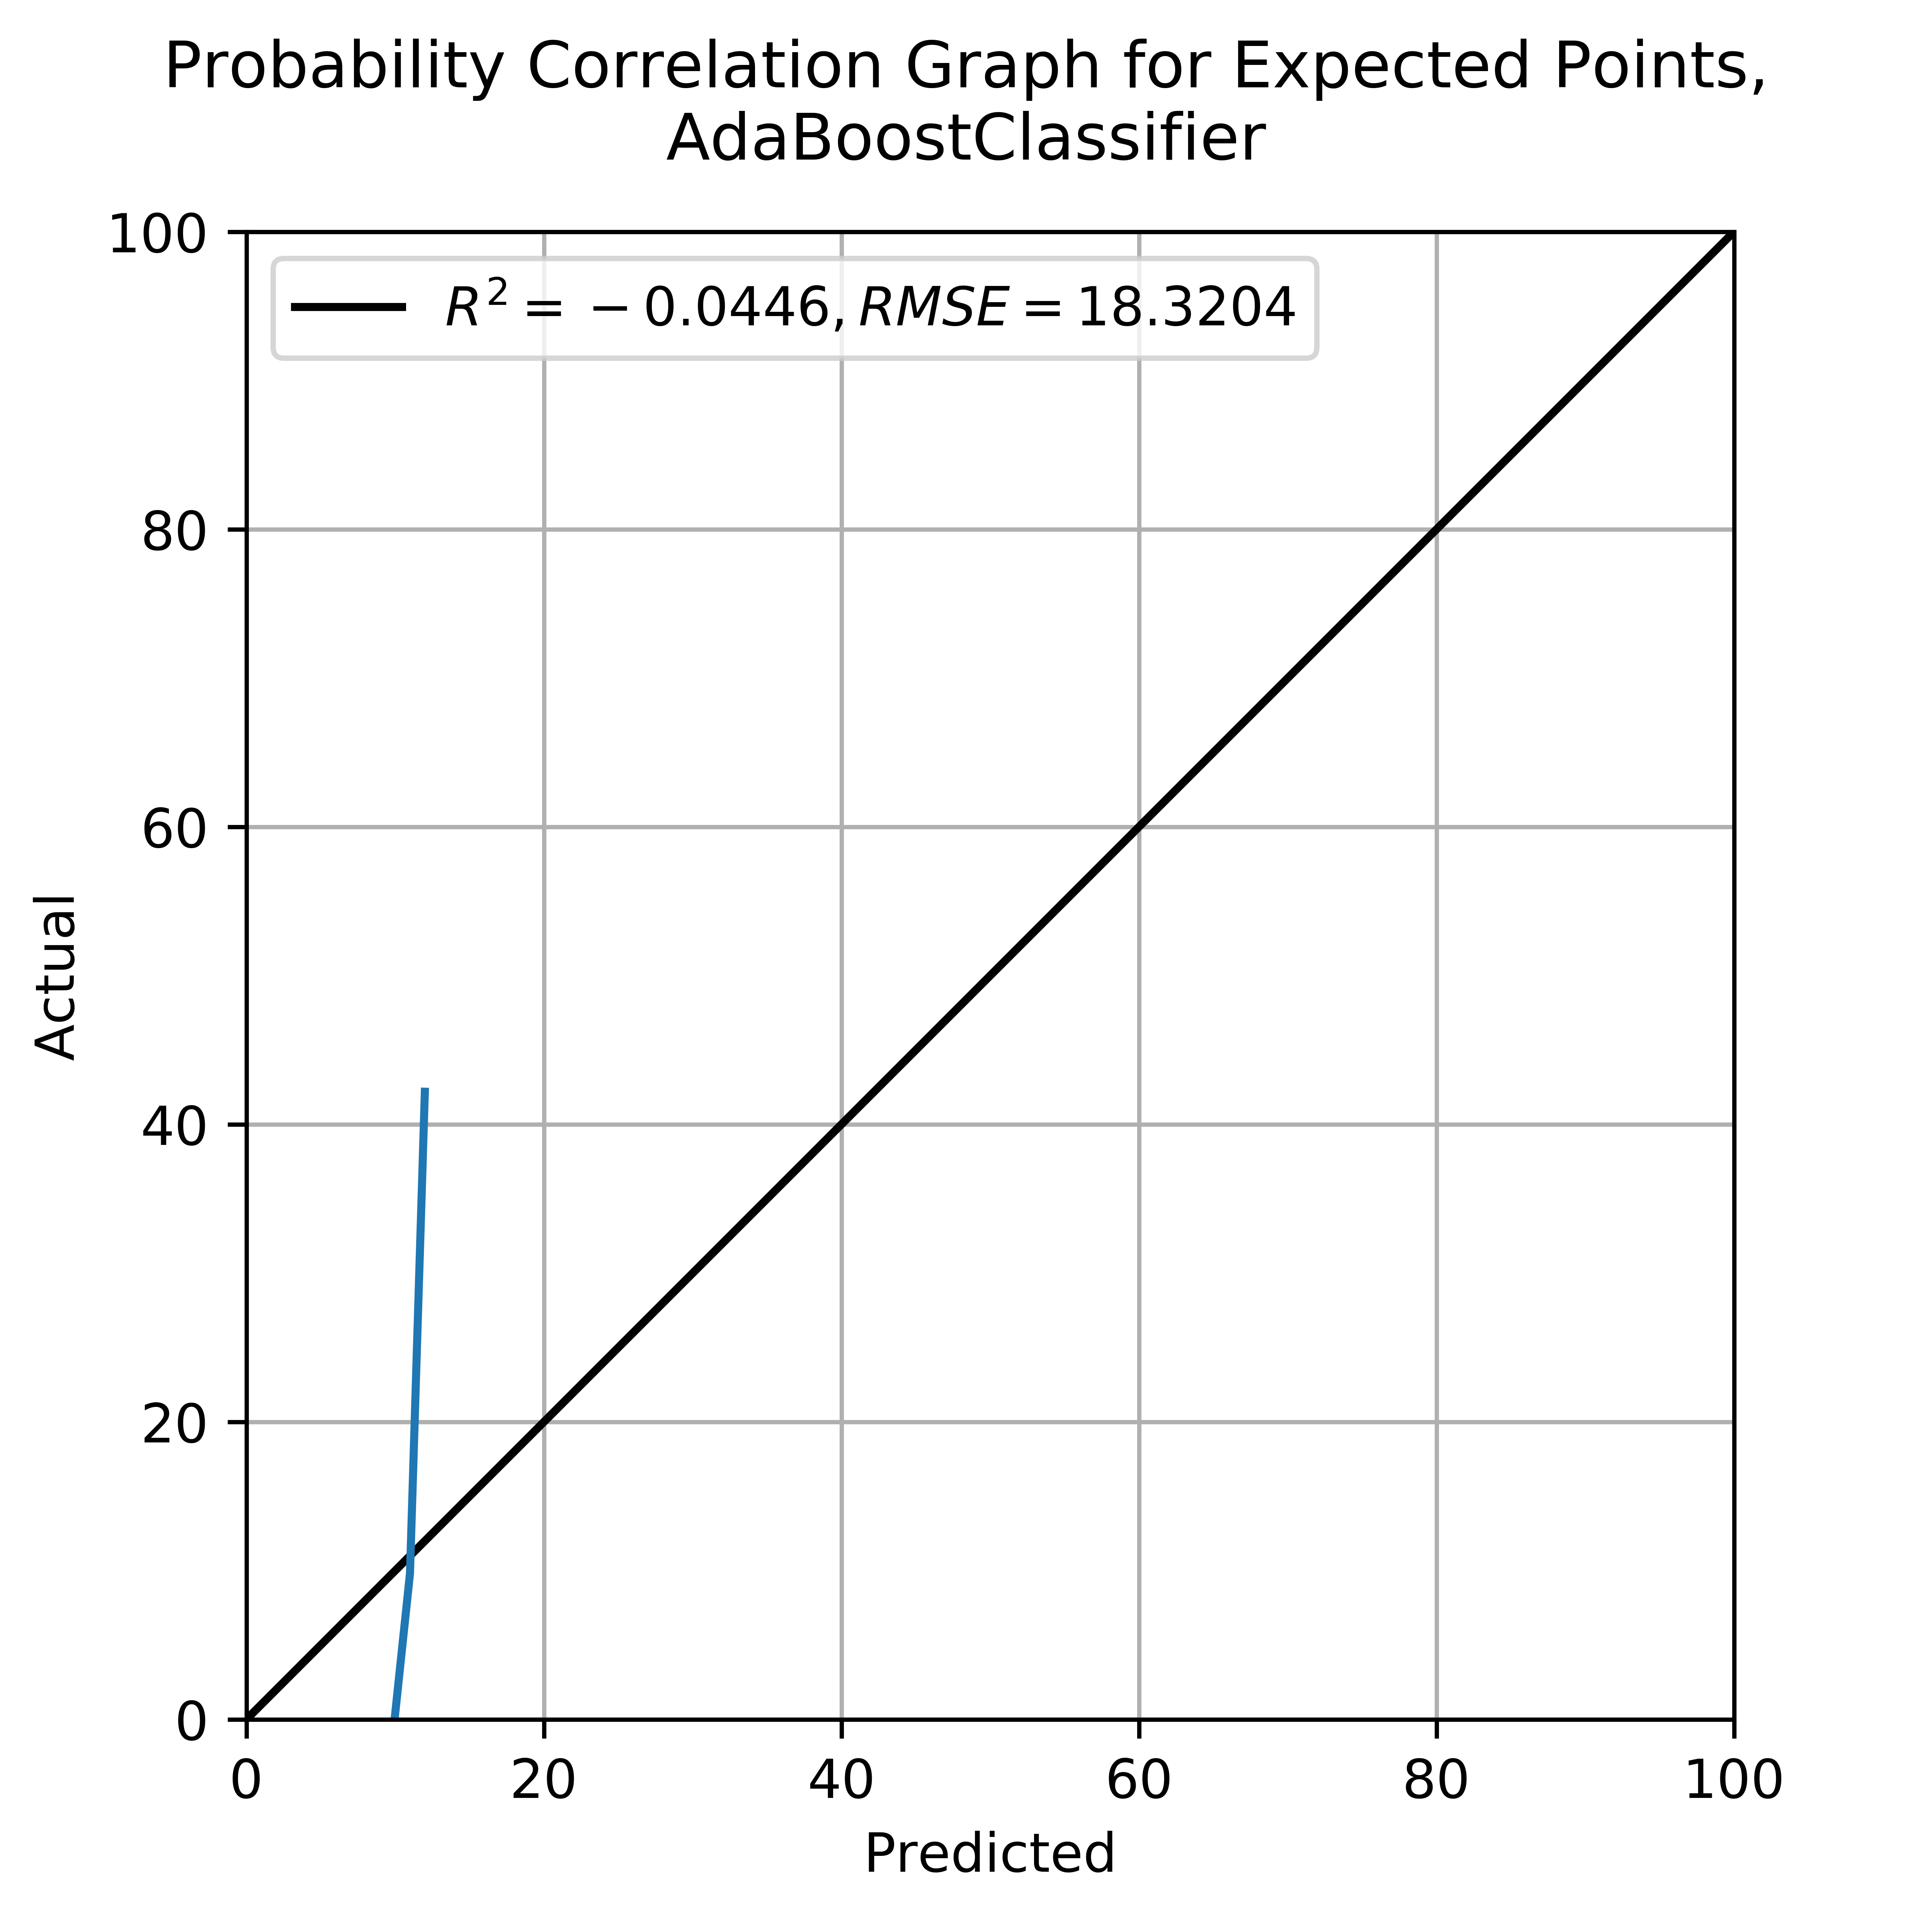 Probability Correlation Graph for Expected Points,
AdaBoostClassifier
R² = − 0.0446, RMSE = 18.3204
100
80
60
40
20
0
Actual
0 20 40 60 80 100
Predicted